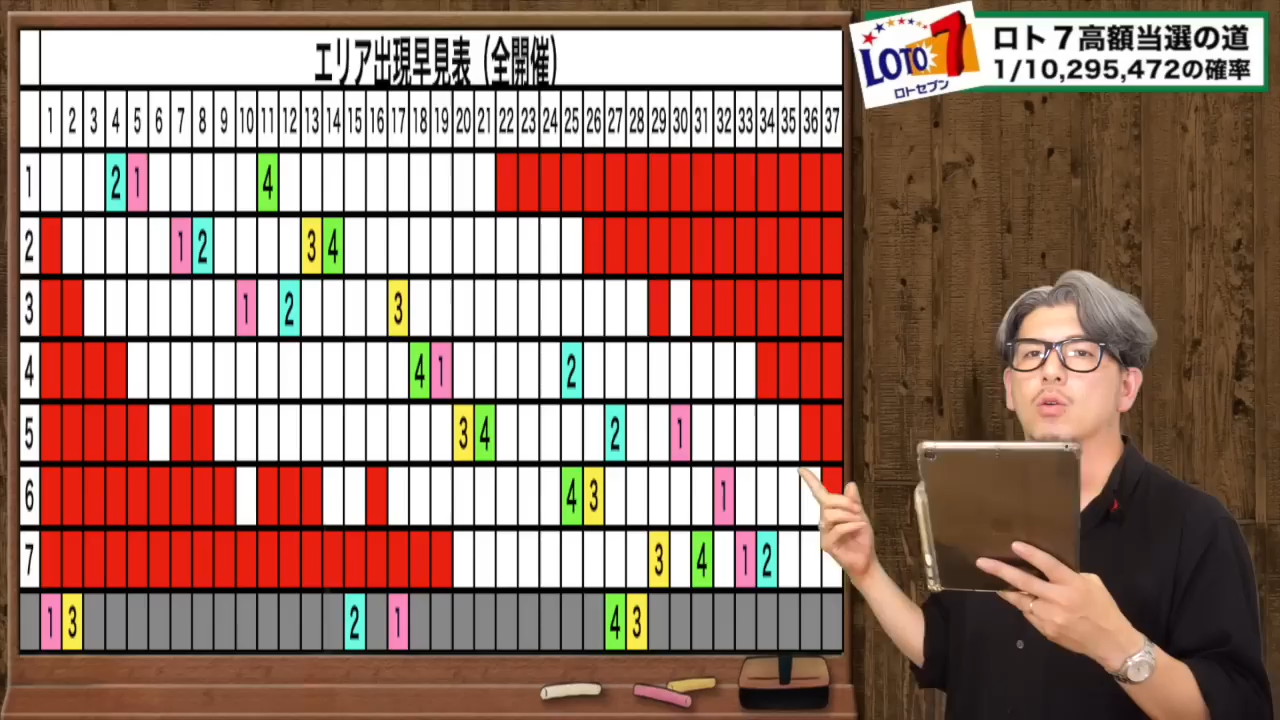 エリア出現早見表（全開催）
1 2 3 4 5 6 7 8 9 10 11 12 13 14 15 16 17 18 19 20 21 22 23 24 25 26 27 28 29 30 31 32 33 34 35 36 37
1 2 1 4
2 1 2 3 4
3 1 2 3
4 4 1 2
5 3 4 2 1
6 4 3 1
7 3 4 1 2
1 3 2 1 4 3
LOTO 7
ロトセブン
ロト７高額当選の道
1/10,295,472の確率